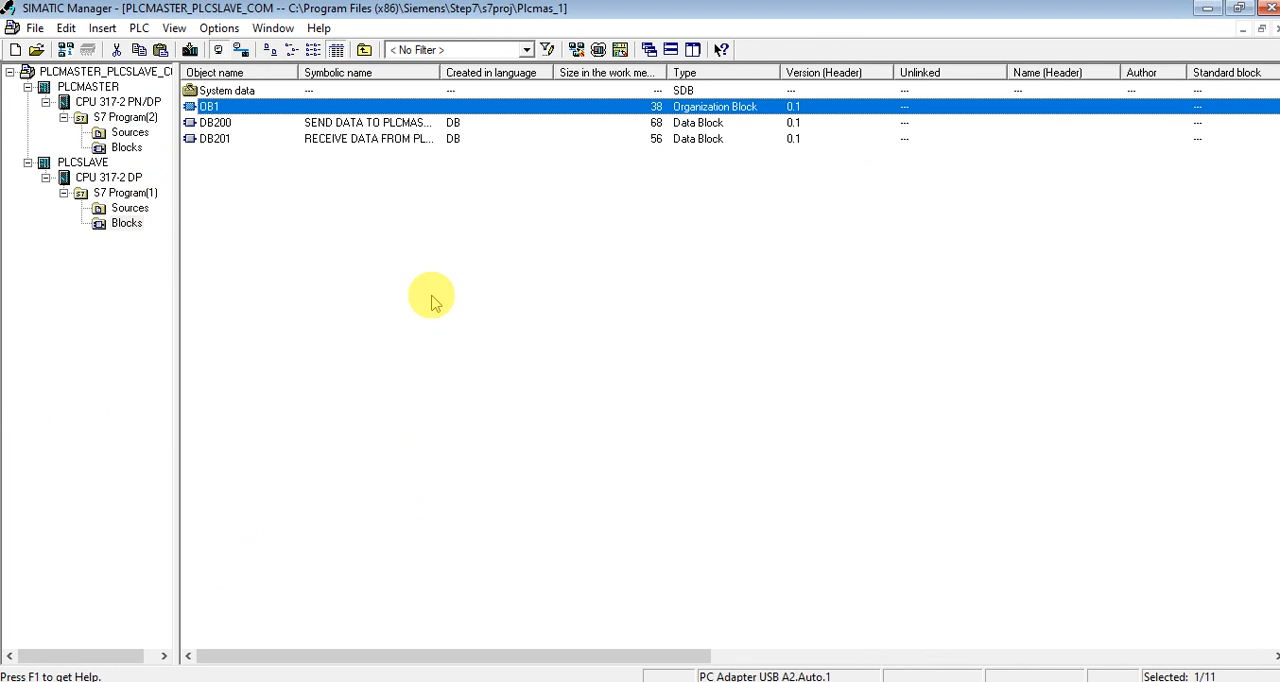 SIMATIC Manager - [PLCMASTER_PLCSLAVE_COM -- C:\Program Files (x86)\Siemens\Step7\s7proj\Plcmas_1]
File Edit Insert PLC View Options Window Help
< No Filter >
PLCMASTER_PLCSLAVE_CO
PLCMASTER
CPU 317-2 PN/DP
S7 Program(2)
Sources
Blocks
PLCSLAVE
CPU 317-2 DP
S7 Program(1)
Sources
Blocks
Object name Symbolic name Created in language Size in the work me... Type Version (Header) Unlinked Name (Header) Author Standard block
System data --- --- --- SDB --- --- --- --- ---
OB1 38 Organization Block 0.1 --- --- ---
DB200 SEND DATA TO PLCMAS... DB 68 Data Block 0.1 --- ---
DB201 RECEIVE DATA FROM PL... DB 56 Data Block 0.1 --- ---
Press F1 to get Help. PC Adapter USB A2.Auto.1 Selected: 1/11